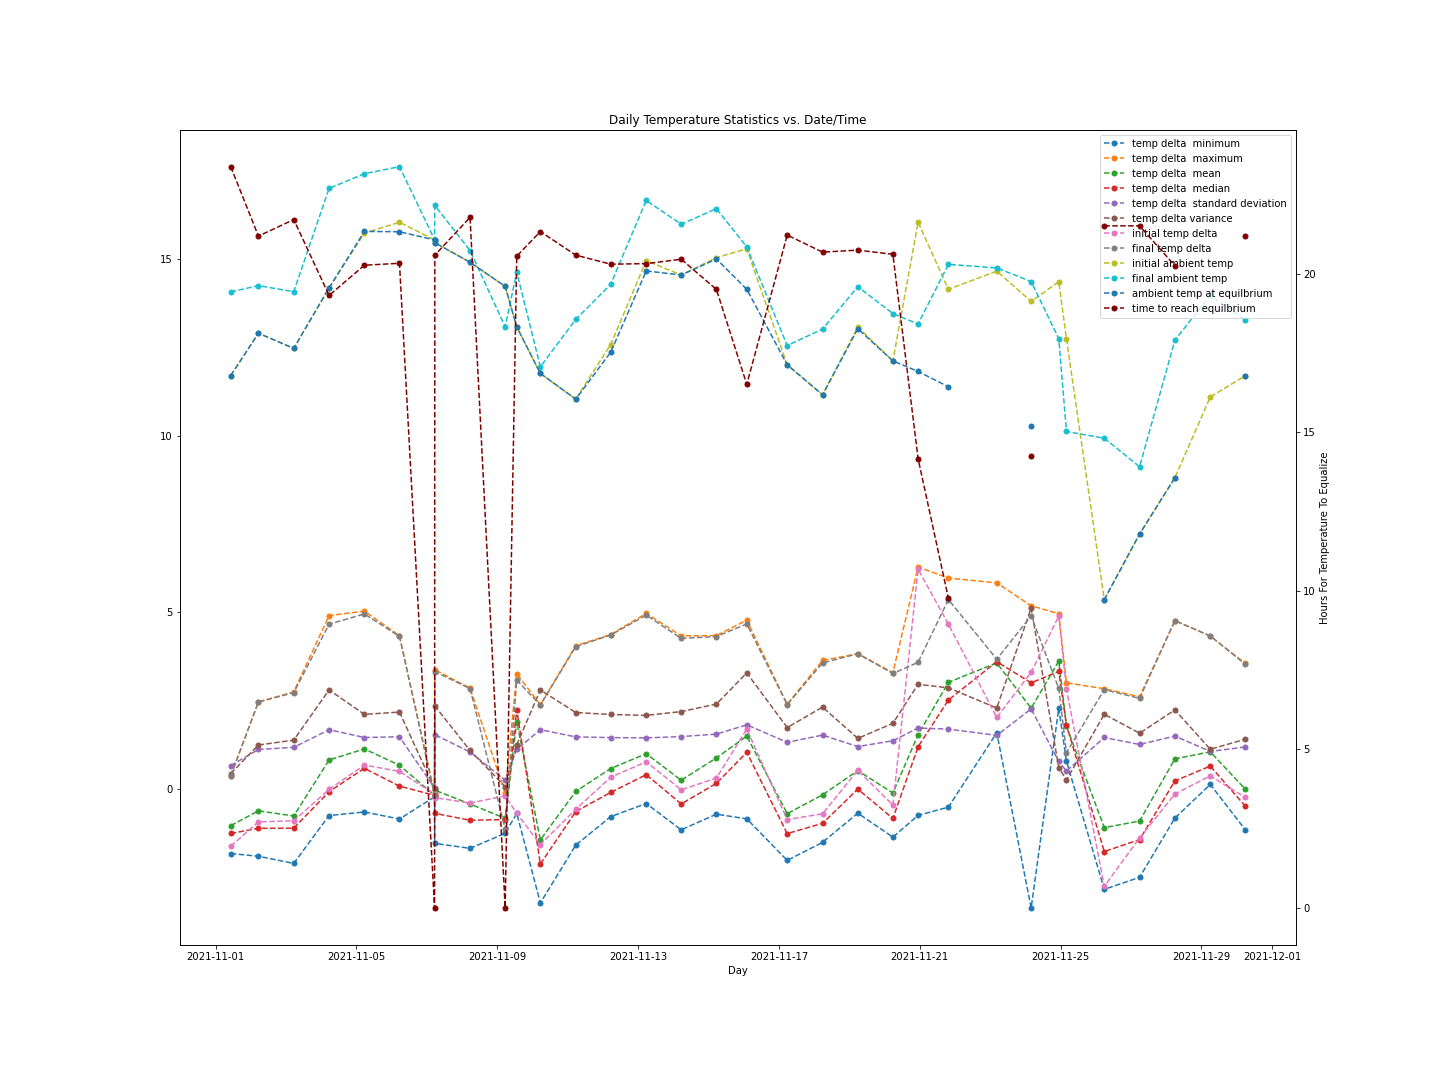 Daily Temperature Statistics vs. Date/Time
temp delta  minimum
temp delta  maximum
temp delta  mean
temp delta  median
temp delta  standard deviation
temp delta variance
initial temp delta
final temp delta
initial ambient temp
final ambient temp
ambient temp at equilbrium
time to reach equilbrium
15
10
5
0
20
15
10
5
0
Hours For Temperature To Equalize
2021-11-01
2021-11-05
2021-11-09
2021-11-13
2021-11-17
2021-11-21
2021-11-25
2021-11-29
2021-12-01
Day